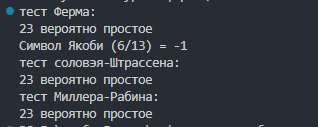 тест Ферма:
23 вероятно простое
Символ Якоби (6/13) = -1
тест соловэя-Штрассена:
23 вероятно простое
тест Миллера-Рабина:
23 вероятно простое